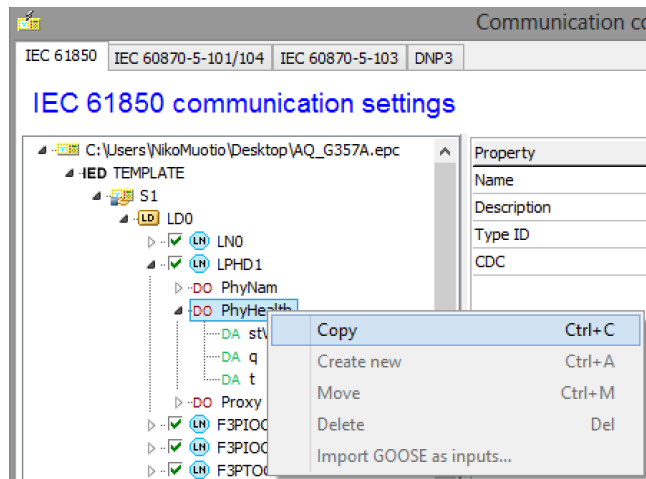 Communication
IEC 61850 IEC 60870-5-101/104 IEC 60870-5-103 DNP3
IEC 61850 communication settings
C:\Users\NikoMuotio\Desktop\AQ_G357A.epc
IED TEMPLATE
S1
LD LD0
LN LN0
LN LPHD1
DO PhyNam
DO PhyHealth
DA
DA q
DA t
DO Proxy
LN
LN
LN
Property
Name
Description
Type ID
CDC
Copy Ctrl+C
Create new Ctrl+A
Move Ctrl+M
Delete Del
Import GOOSE as inputs...